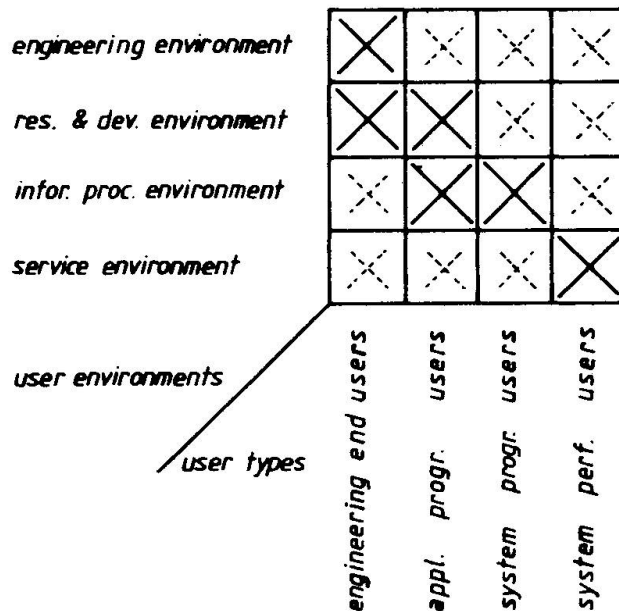 engineering environment
res. & dev. environment
infor. proc. environment
service environment
user environments
user types
engineering end users
appl. progr. users
system progr. users
system perf. users